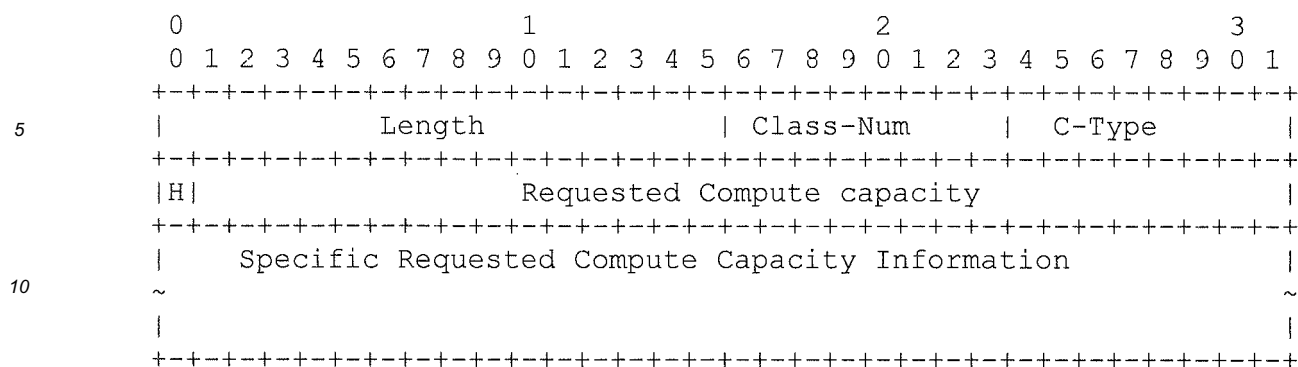 0                   1                   2                   3
 0 1 2 3 4 5 6 7 8 9 0 1 2 3 4 5 6 7 8 9 0 1 2 3 4 5 6 7 8 9 0 1
+-+-+-+-+-+-+-+-+-+-+-+-+-+-+-+-+-+-+-+-+-+-+-+-+-+-+-+-+-+-+-+-+
5 | Length | Class-Num | C-Type |
+-+-+-+-+-+-+-+-+-+-+-+-+-+-+-+-+-+-+-+-+-+-+-+-+-+-+-+-+-+-+-+-+
|H| Requested Compute capacity |
+-+-+-+-+-+-+-+-+-+-+-+-+-+-+-+-+-+-+-+-+-+-+-+-+-+-+-+-+-+-+-+-+
| Specific Requested Compute Capacity Information |
10 ~ ~
| |
+-+-+-+-+-+-+-+-+-+-+-+-+-+-+-+-+-+-+-+-+-+-+-+-+-+-+-+-+-+-+-+-+